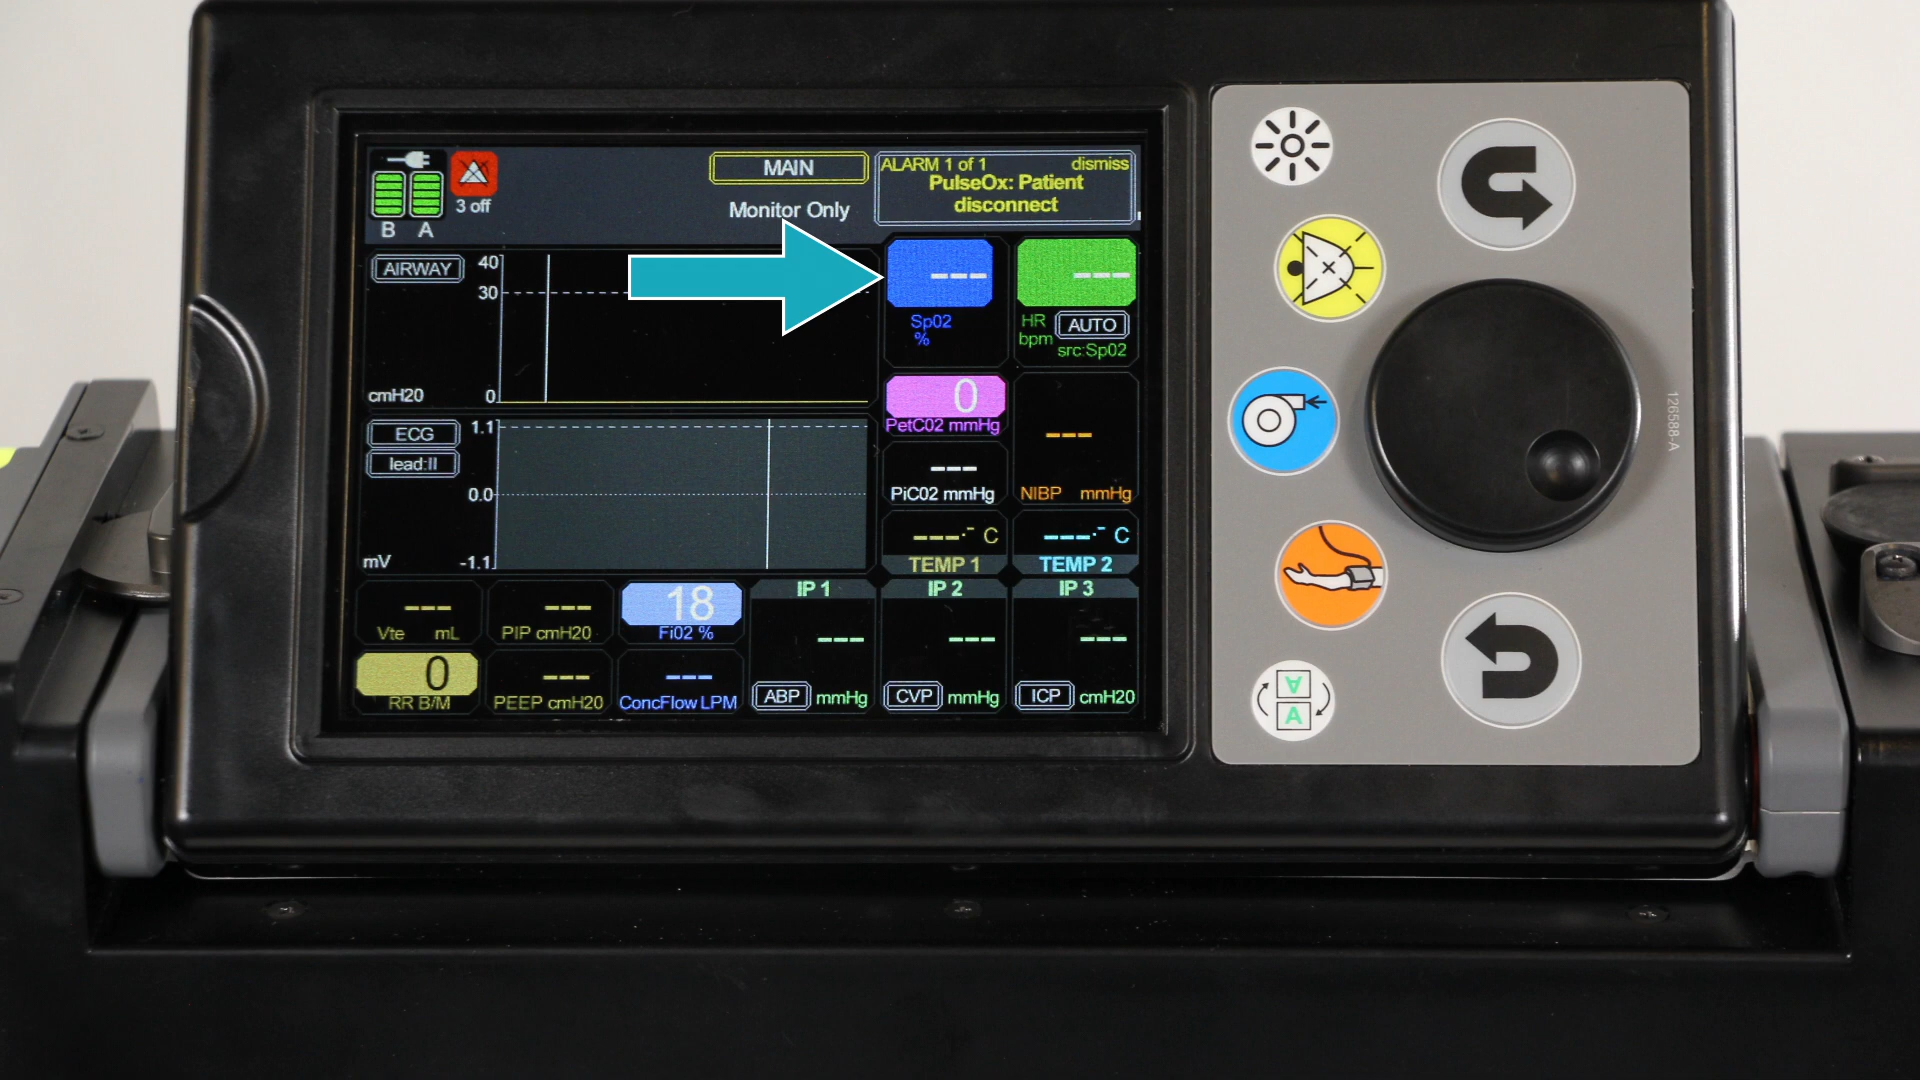 MAIN
ALARM 1 of 1 dismiss
PulseOx: Patient
disconnect
3 off
Monitor Only
B A
AIRWAY
40
30
0
cmH20
---
Sp02
%
---
HR
bpm
AUTO
src:Sp02
ECG
lead:II
1.1
0.0
-1.1
mV
0
PetC02 mmHg
---
PiC02 mmHg
---
NIBP mmHg
---.- C
TEMP 1
---.- C
TEMP 2
---
Vte mL
---
PIP cmH20
18
Fi02 %
0
RR B/M
---
PEEP cmH20
---
ConcFlow LPM
IP 1
---
ABP mmHg
IP 2
---
CVP mmHg
IP 3
---
ICP cmH20
A
A
126588-A